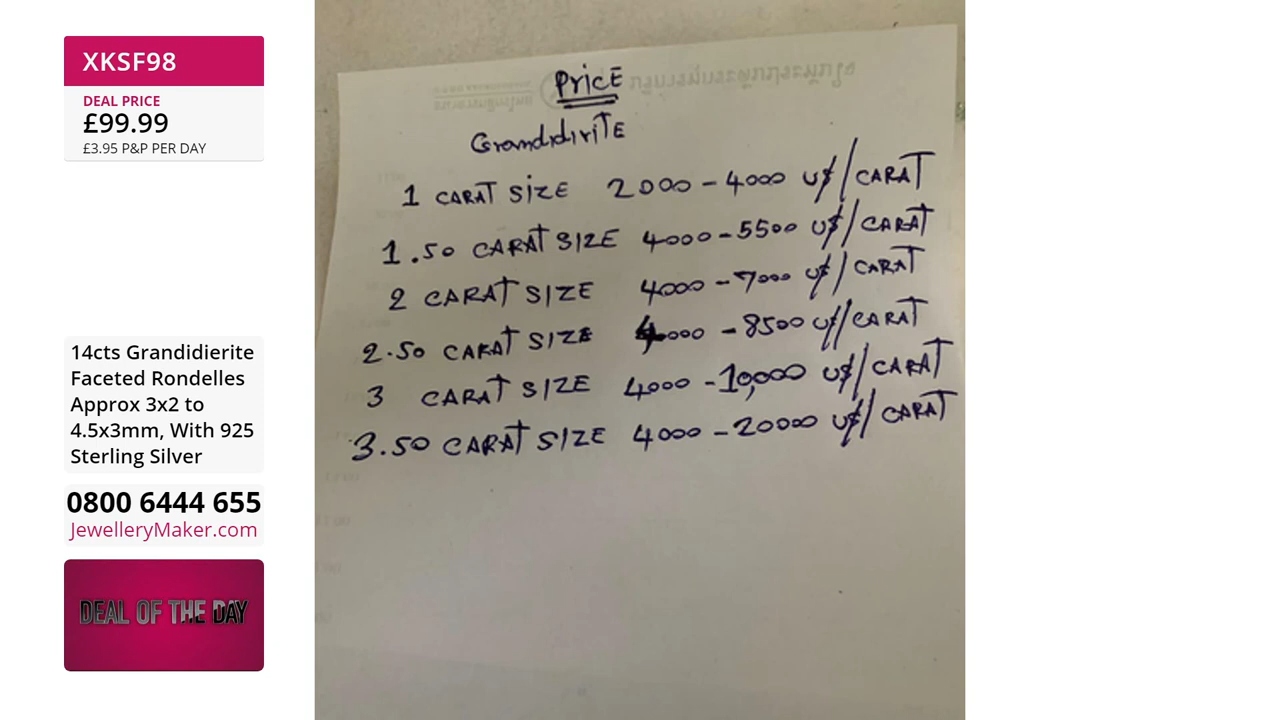 XKSF98
DEAL PRICE
£99.99
£3.95 P&P PER DAY
14cts Grandidierite
Faceted Rondelles
Approx 3x2 to
4.5x3mm, With 925
Sterling Silver
0800 6444 655
JewelleryMaker.com
DEAL OF THE DAY
PricE
GrandidiritE
1 CARAT SiZE 2000 - 4000 U$/CARAT
1.50 CARAT SIZE 4000 - 5500 U$/CARAT
2 CARAT SIZE 4000 - 7000 U$/CARAT
2.50 CARAT SIZE 4000 - 8500 U$/CARAT
3 CARAT SIZE 4000 - 10,000 U$/CARAT
3.50 CARAT SIZE 4000 - 20000 U$/CARAT